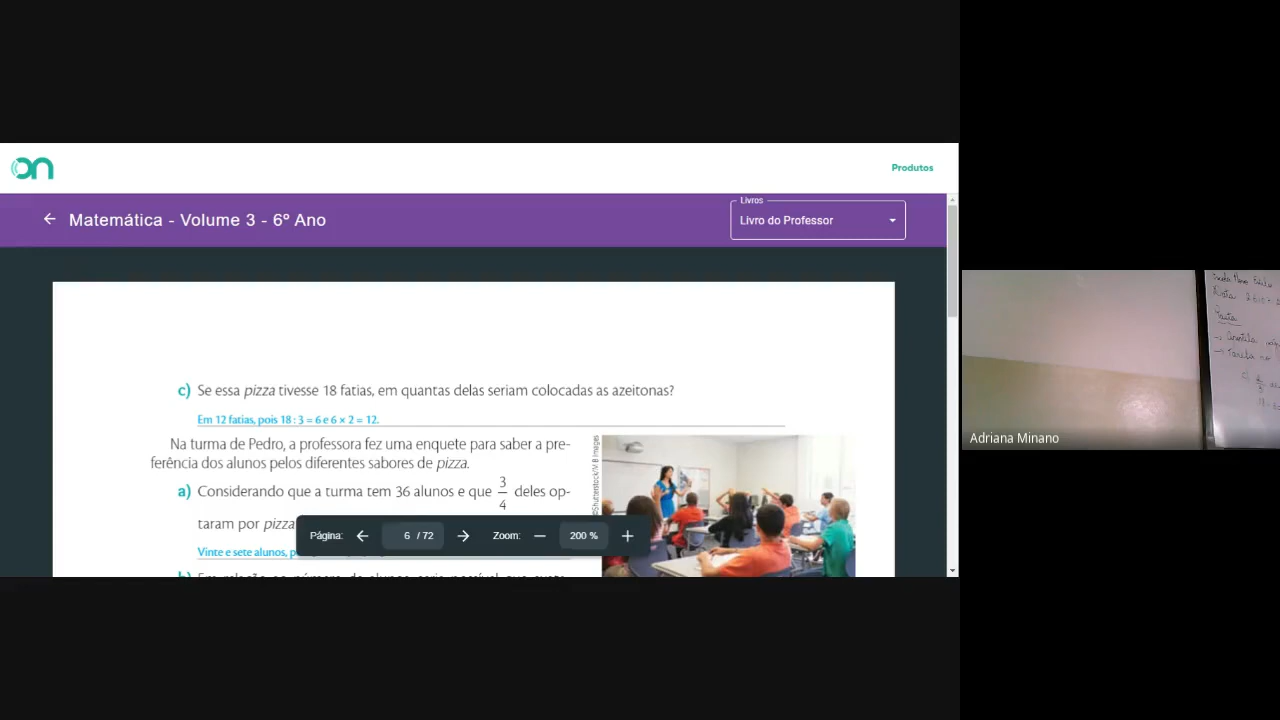 on
Produtos
Matemática - Volume 3 - 6º Ano
Livros
Livro do Professor
c) Se essa pizza tivesse 18 fatias, em quantas delas seriam colocadas as azeitonas?
Em 12 fatias, pois 18 : 3 = 6 e 6 × 2 = 12.
Na turma de Pedro, a professora fez uma enquete para saber a pre-
ferência dos alunos pelos diferentes sabores de pizza.
a) Considerando que a turma tem 36 alunos e que 3/4 deles op-
taram por pizza
Vinte e sete alunos, p
©Shutterstock/
Página: 6 / 72 Zoom: 200 %
Adriana Minano
Pauta